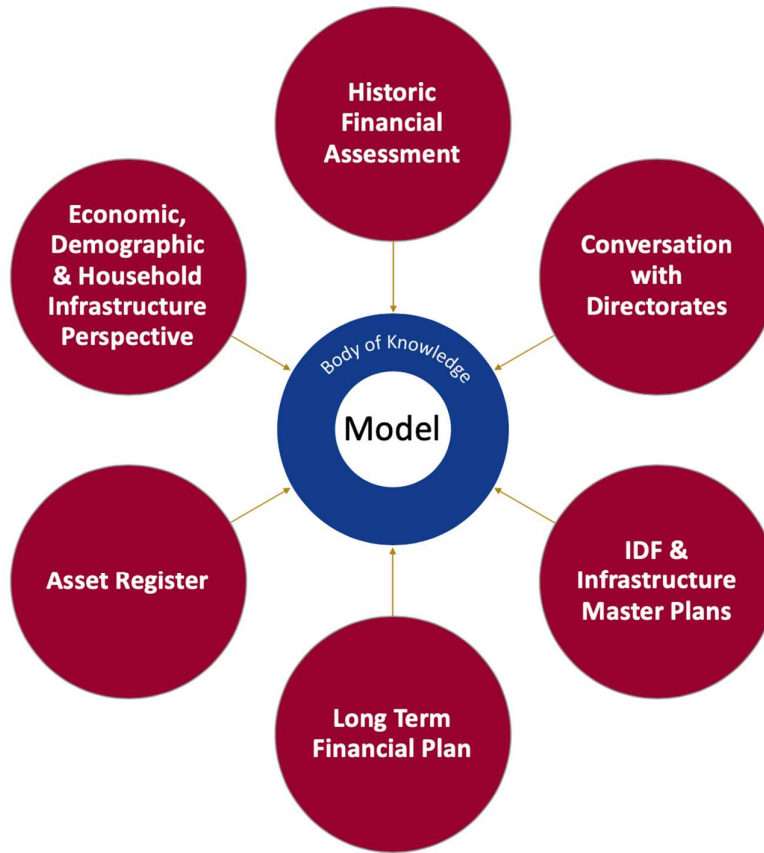 Historic
Financial
Assessment
Economic,
Demographic
& Household
Infrastructure
Perspective
Conversation
with
Directorates
Body of Knowledge
Model
Asset Register
IDF &
Infrastructure
Master Plans
Long Term
Financial Plan